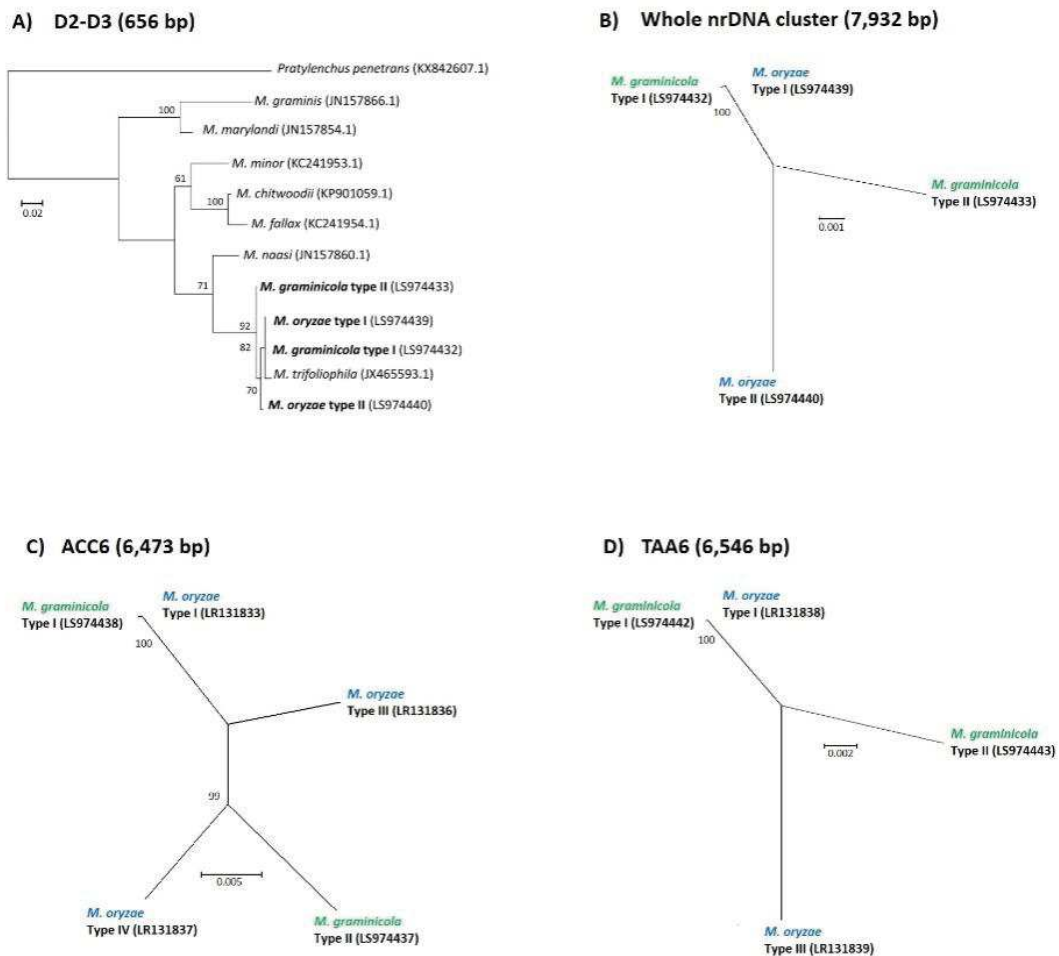 A) D2-D3 (656 bp)
Pratylenchus penetrans (KX842607.1)
M. graminis (JN157866.1)
100
M. marylandi (JN157854.1)
M. minor (KC241953.1)
61
M. chitwoodii (KP901059.1)
100
0.02
M. fallax (KC241954.1)
M. naasi (JN157860.1)
71
M. graminicola type II (LS974433)
M. oryzae type I (LS974439)
92
82
M. graminicola type I (LS974432)
M. trifoliophila (JX465593.1)
70
M. oryzae type II (LS974440)
B) Whole nrDNA cluster (7,932 bp)
M. oryzae
Type I (LS974439)
M. graminicola
Type I (LS974432)
100
M. graminicola
Type II (LS974433)
0.001
M. oryzae
Type II (LS974440)
C) ACC6 (6,473 bp)
M. oryzae
Type I (LR131833)
M. graminicola
Type I (LS974438)
100
M. oryzae
Type III (LR131836)
99
0.005
M. oryzae
Type IV (LR131837)
M. graminicola
Type II (LS974437)
D) TAA6 (6,546 bp)
M. oryzae
Type I (LR131838)
M. graminicola
Type I (LS974442)
100
M. graminicola
Type II (LS974443)
0.002
M. oryzae
Type III (LR131839)